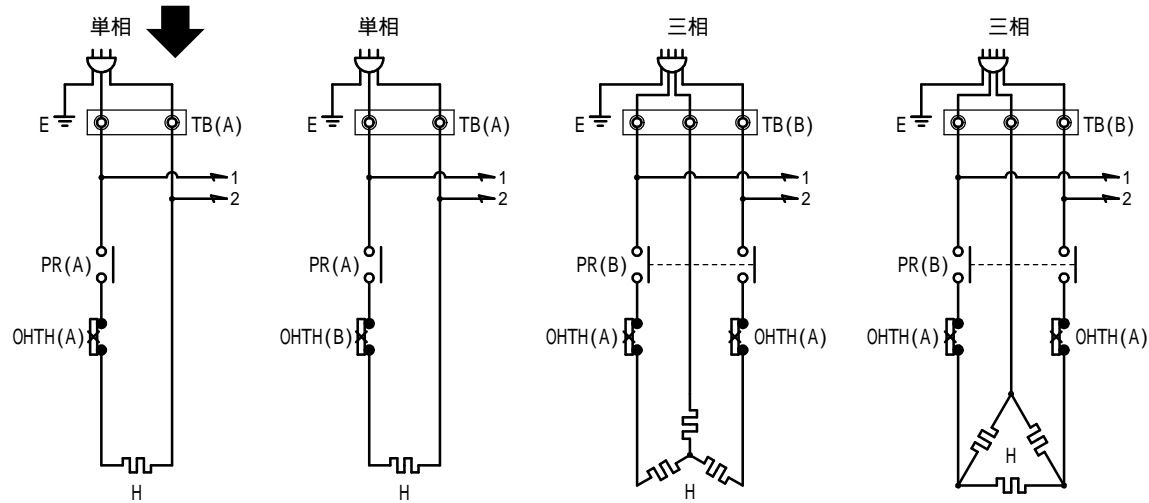 単相 単相 三相 三相
E TB(A) E TB(A) E TB(B) E TB(B)
1 1 1 1
2 2 2 2
PR(A) PR(A) PR(B) PR(B)
OHTH(A) OHTH(B) OHTH(A) OHTH(A) OHTH(A) OHTH(A)
H H H H